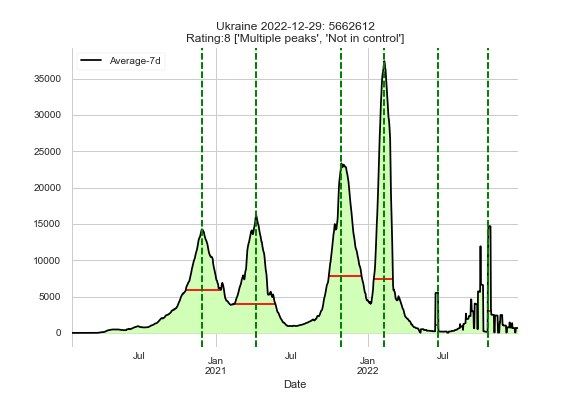 Ukraine 2022-12-29: 5662612
Rating:8 ['Multiple peaks', 'Not in control']
Average-7d
35000
30000
25000
20000
15000
10000
5000
0
Jul
Jan
2021
Jul
Jan
2022
Jul
Date